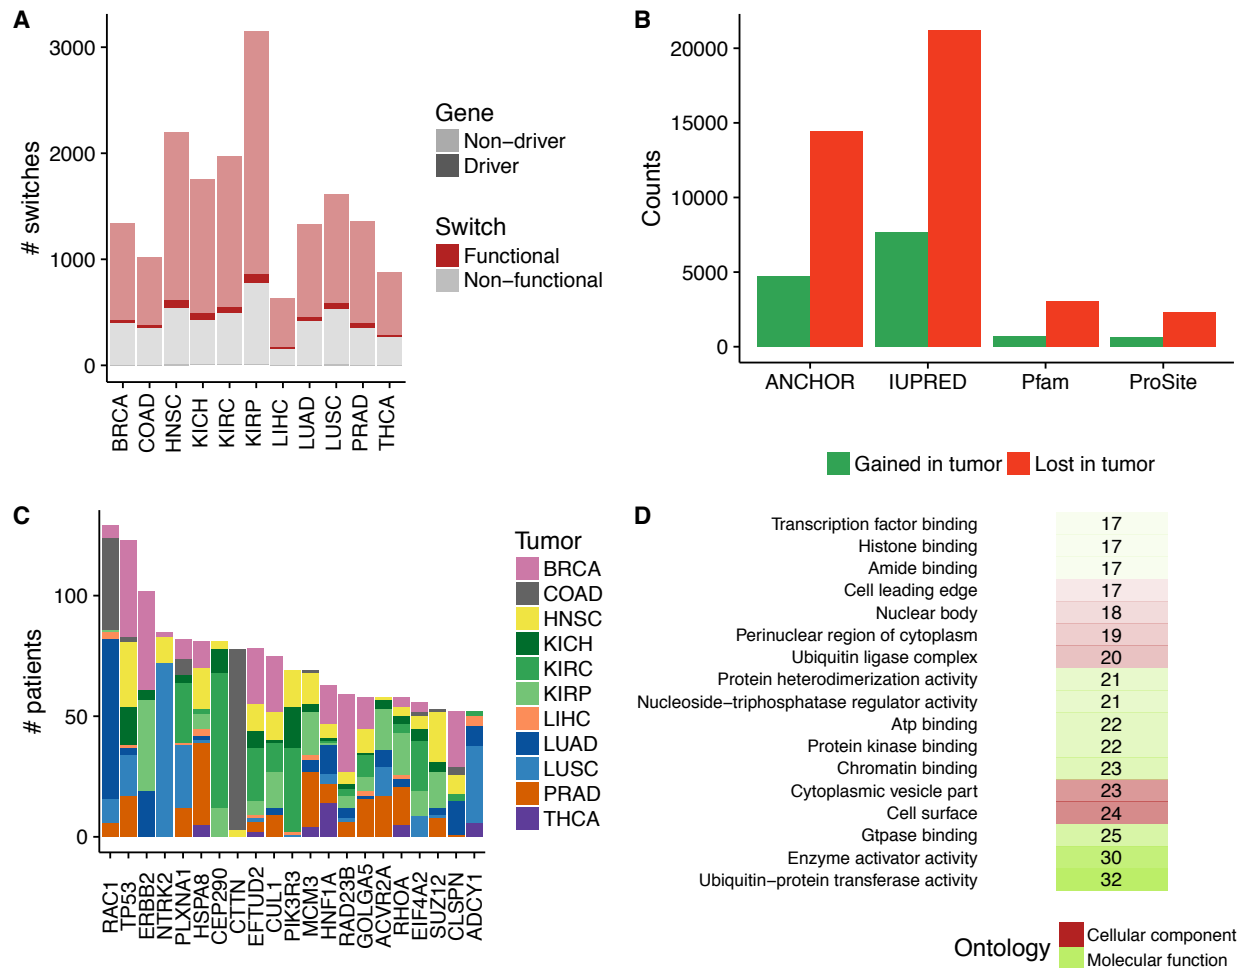 A
# switches
3000
2000
1000
0
BRCA
COAD
HNSC
KICH
KIRC
KIRP
LIHC
LUAD
LUSC
PRAD
THCA
Gene
Non−driver
Driver
Switch
Functional
Non−functional
B
Counts
20000
15000
10000
5000
0
ANCHOR
IUPRED
Pfam
ProSite
Gained in tumor
Lost in tumor
C
# patients
100
50
0
RAC1
TP53
ERBB2
NTRK2
PLXNA1
HSPA8
CEP290
CTTN
EFTUD2
CUL1
PIK3R3
MCM3
HNF1A
RAD23B
GOLGA5
ACVR2A
RHOA
EIF4A2
SUZ12
CLSPN
ADCY1
Tumor
BRCA
COAD
HNSC
KICH
KIRC
KIRP
LIHC
LUAD
LUSC
PRAD
THCA
D
Transcription factor binding 17
Histone binding 17
Amide binding 17
Cell leading edge 17
Nuclear body 18
Perinuclear region of cytoplasm 19
Ubiquitin ligase complex 20
Protein heterodimerization activity 21
Nucleoside−triphosphatase regulator activity 21
Atp binding 22
Protein kinase binding 22
Chromatin binding 23
Cytoplasmic vesicle part 23
Cell surface 24
Gtpase binding 25
Enzyme activator activity 30
Ubiquitin−protein transferase activity 32
Ontology
Cellular component
Molecular function